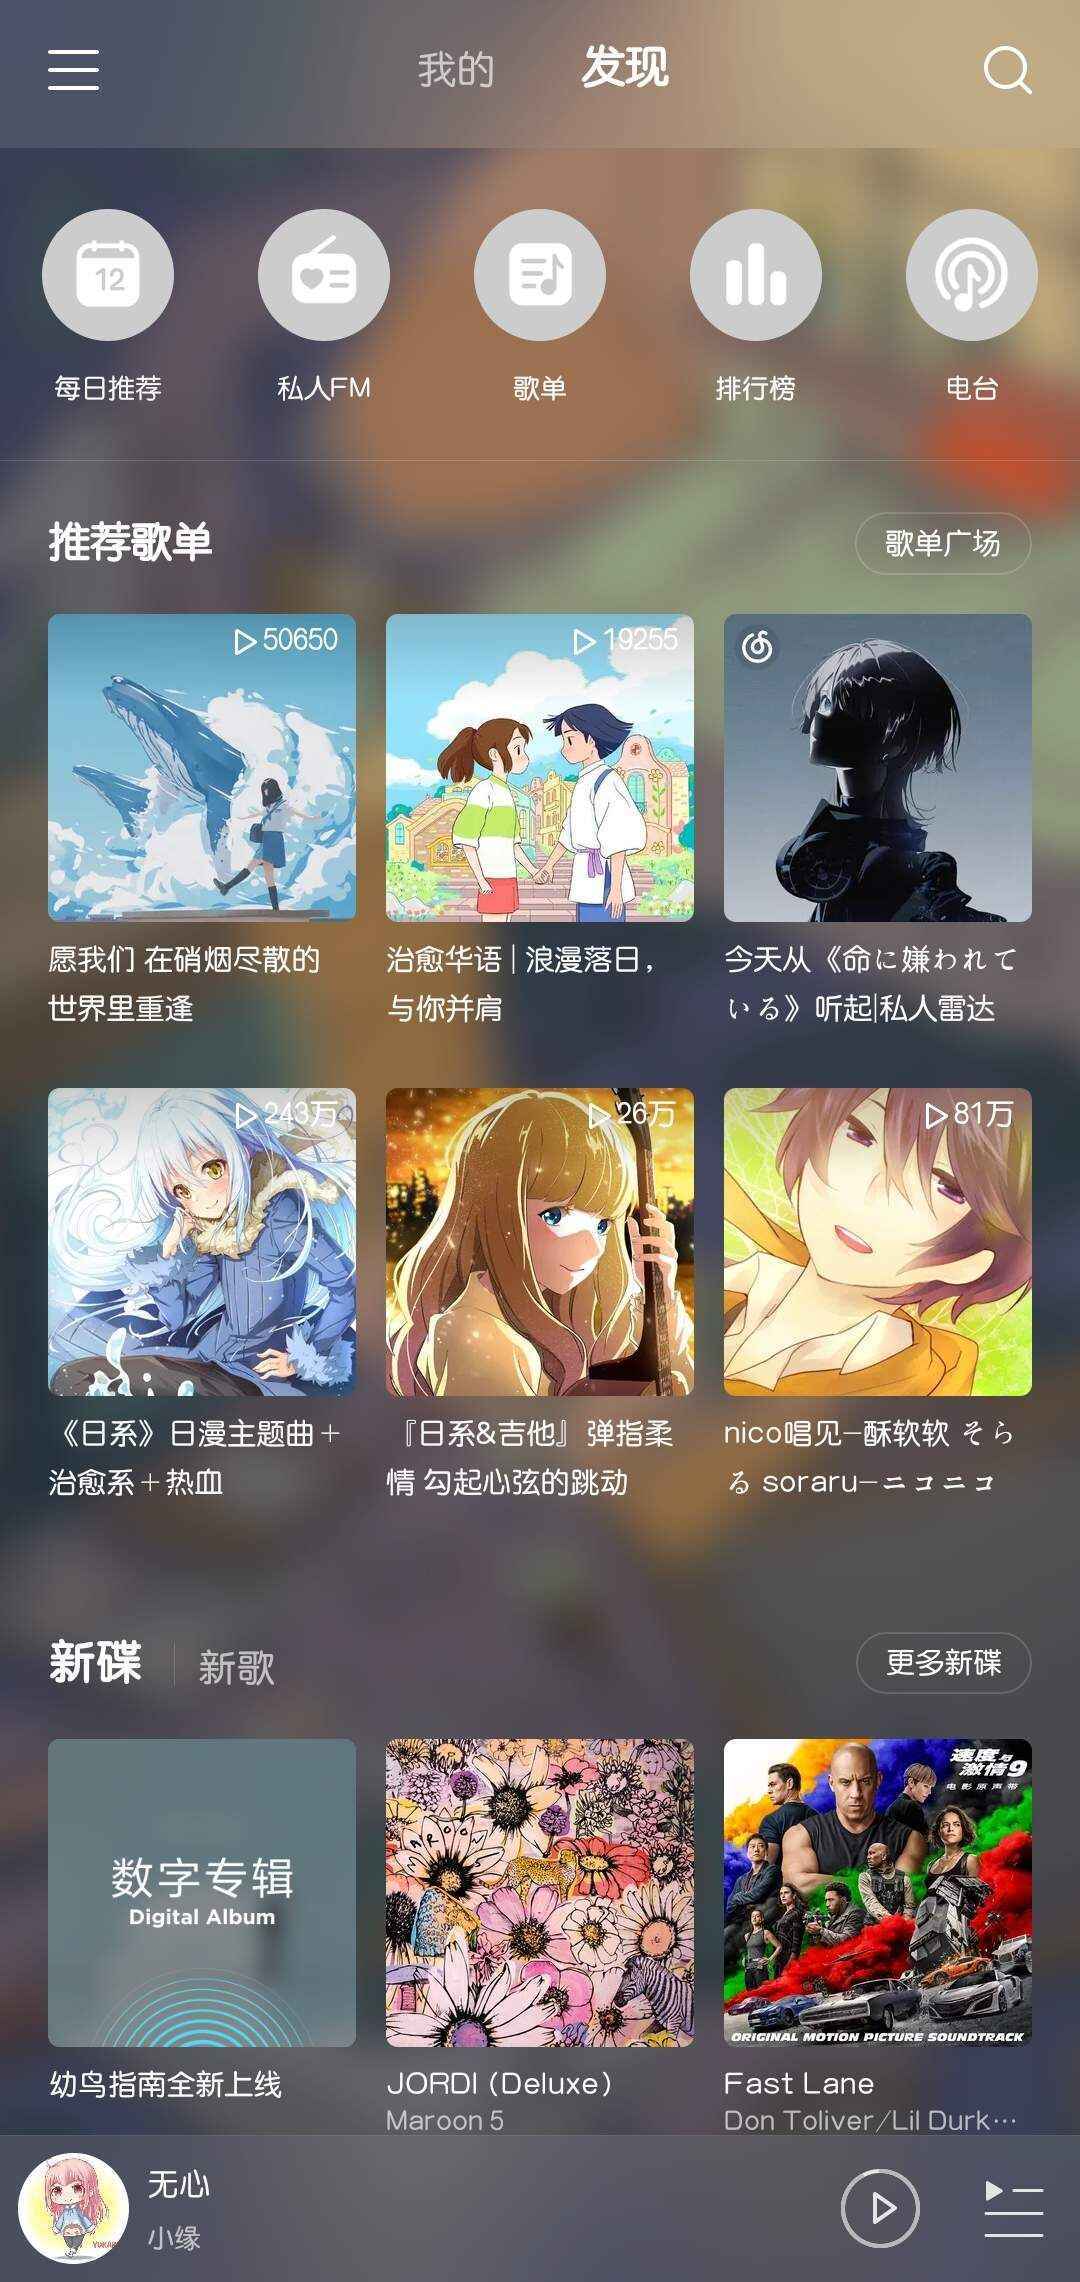 我的
发现
12
每日推荐
私人FM
歌单
排行榜
电台
推荐歌单
歌单广场
50650
19255
愿我们 在硝烟尽散的
世界里重逢
治愈华语 | 浪漫落日，
与你并肩
今天从《命に嫌われて
いる》听起|私人雷达
243万
26万
81万
《日系》日漫主题曲＋
治愈系＋热血
『日系&吉他』弹指柔
情 勾起心弦的跳动
nico唱见-酥软软 そら
る soraru-ニコニコ
新碟
新歌
更多新碟
数字专辑
Digital Album
速度与
激情9
电影原声带
ORIGINAL MOTION PICTURE SOUNDTRACK
幼鸟指南全新上线
JORDI (Deluxe)
Maroon 5
Fast Lane
Don Toliver/Lil Durk…
无心
小缘